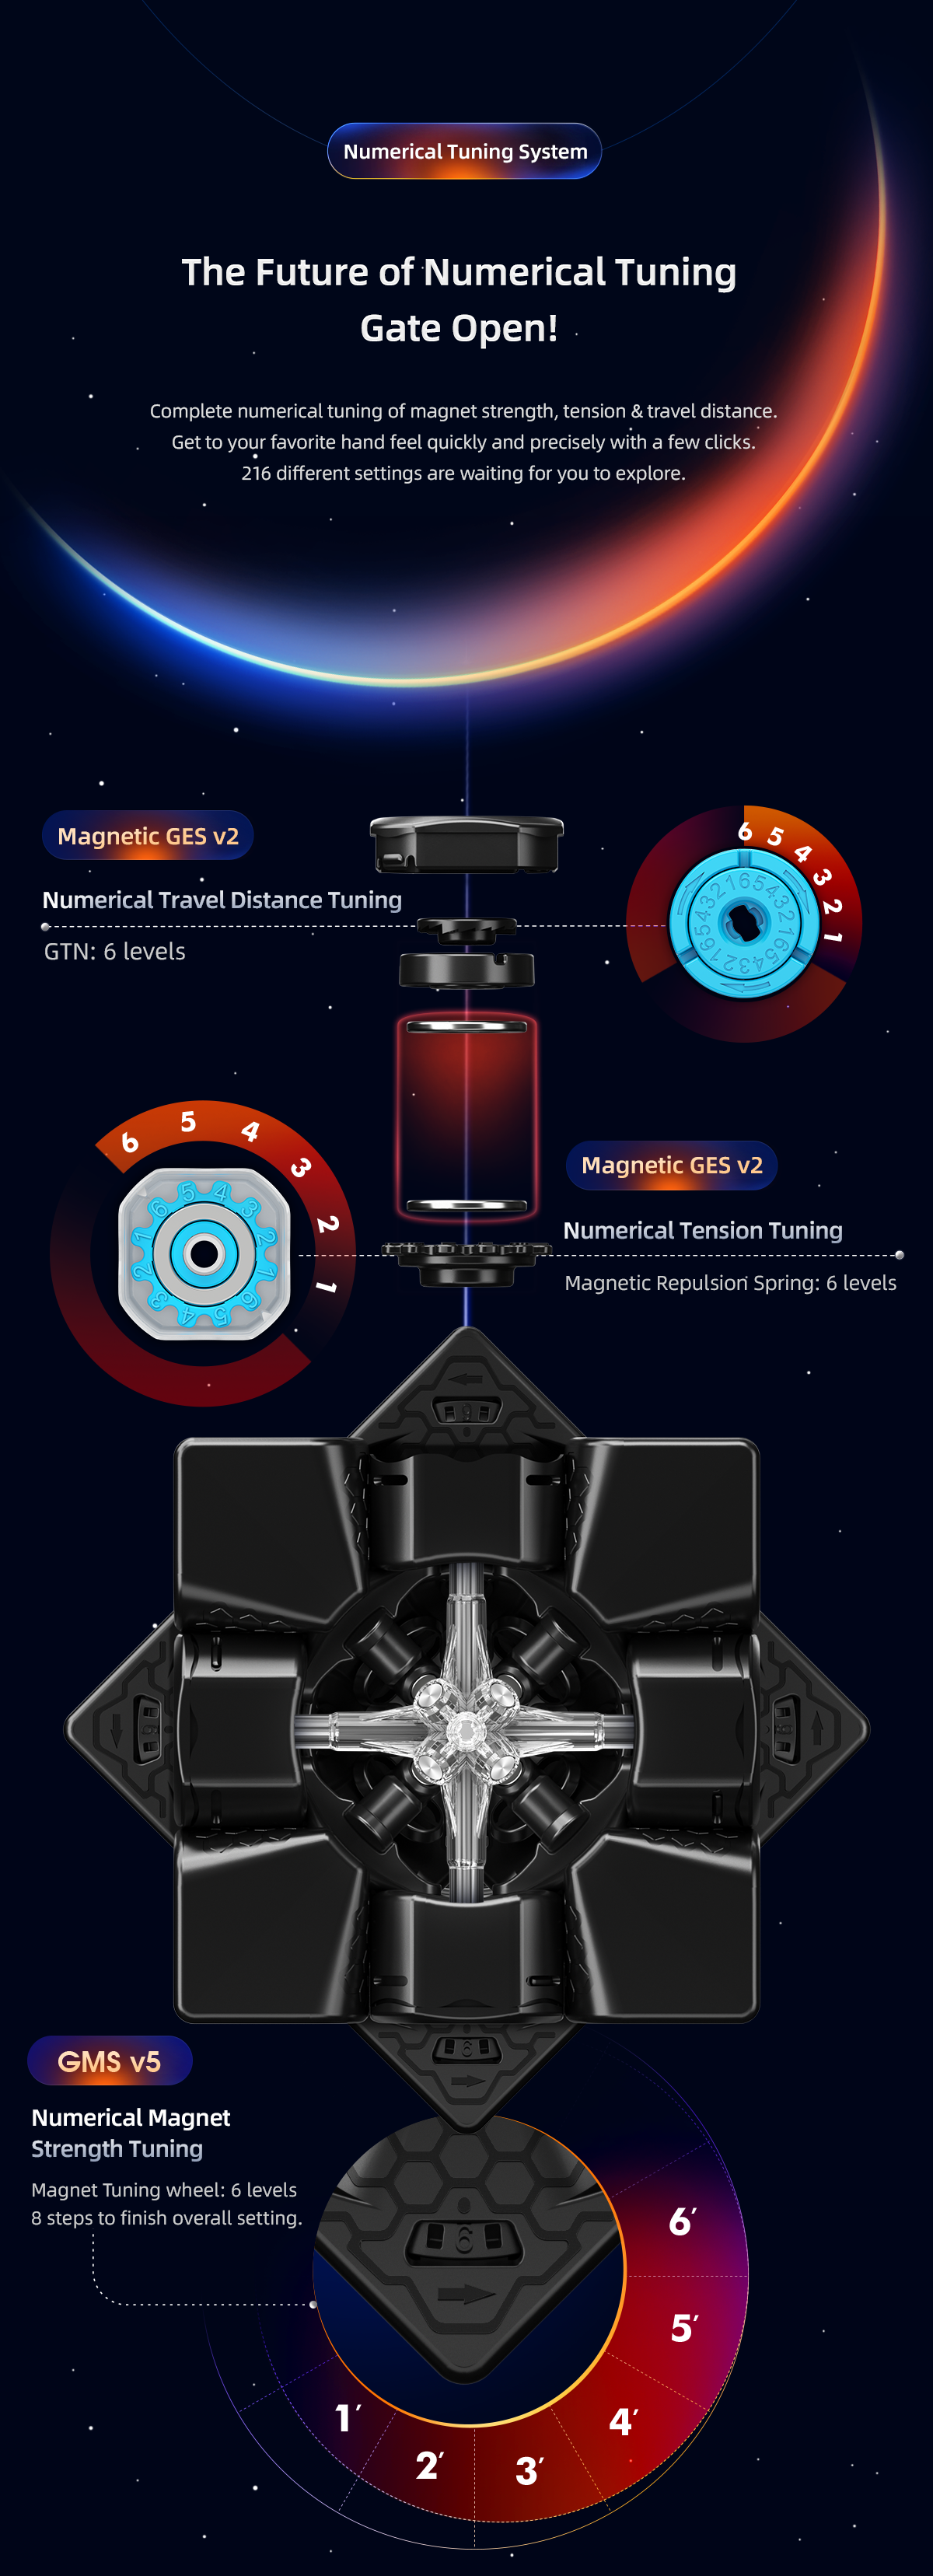 Numerical Tuning System
The Future of Numerical Tuning
Gate Open!
Complete numerical tuning of magnet strength, tension & travel distance.
Get to your favorite hand feel quickly and precisely with a few clicks.
216 different settings are waiting for you to explore.
Magnetic GES v2
Numerical Travel Distance Tuning
GTN: 6 levels
6 5 4 3 2 1
6 5 4 3 2 1
Magnetic GES v2
Numerical Tension Tuning
Magnetic Repulsion Spring: 6 levels
GMS v5
Numerical Magnet
Strength Tuning
Magnet Tuning wheel: 6 levels
8 steps to finish overall setting.
6
6′
5′
4′
3′
2′
1′